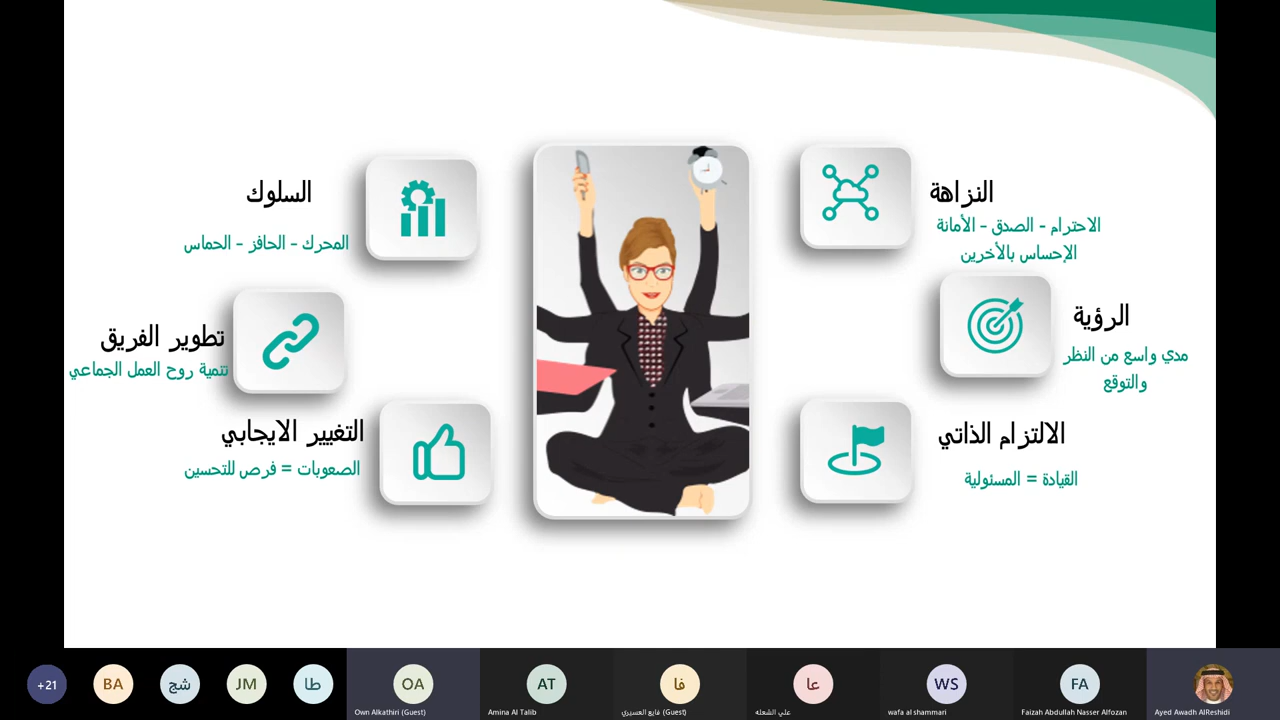 النزاهة
الاحترام - الصدق - الأمانة
الإحساس بالأخرين
الرؤية
مدي واسع من النظر
والتوقع
الالتزام الذاتي
القيادة = المسئولية
السلوك
المحرك - الحافز - الحماس
تطوير الفريق
تنمية روح العمل الجماعي
التغيير الايجابي
الصعوبات = فرص للتحسين
+21
BA
شج
JM
طا
OA
Own Alkathiri (Guest)
AT
Amina Al Talib
فا
فايع العسيري (Guest)
عا
علي الشعله
WS
wafa al shammari
FA
Faizah Abdullah Nasser Alfozan
Ayed Awadh AlReshidi